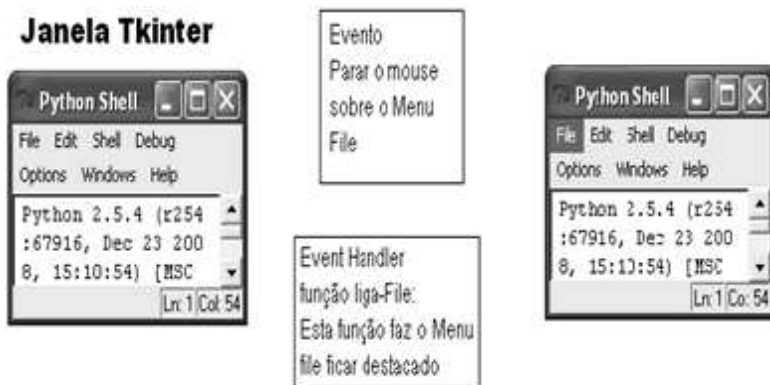 Janela Tkinter
Python Shell
File Edit Shell Debug
Options Windows Help
Python 2.5.4 (r254
:67916, Dec 23 200
8, 15:10:54) [MSC
Ln: 1 Col: 54
Evento
Parar o mouse
sobre o Menu
File
Event Handler
função liga-File:
Esta função faz o Menu
file ficar destacado
Python Shell
File Edit Shell Debug
Options Windows Help
Python 2.5.4 (r254
:67916, Dec 23 200
8, 15:10:54) [MSC
Ln: 1 Co: 54